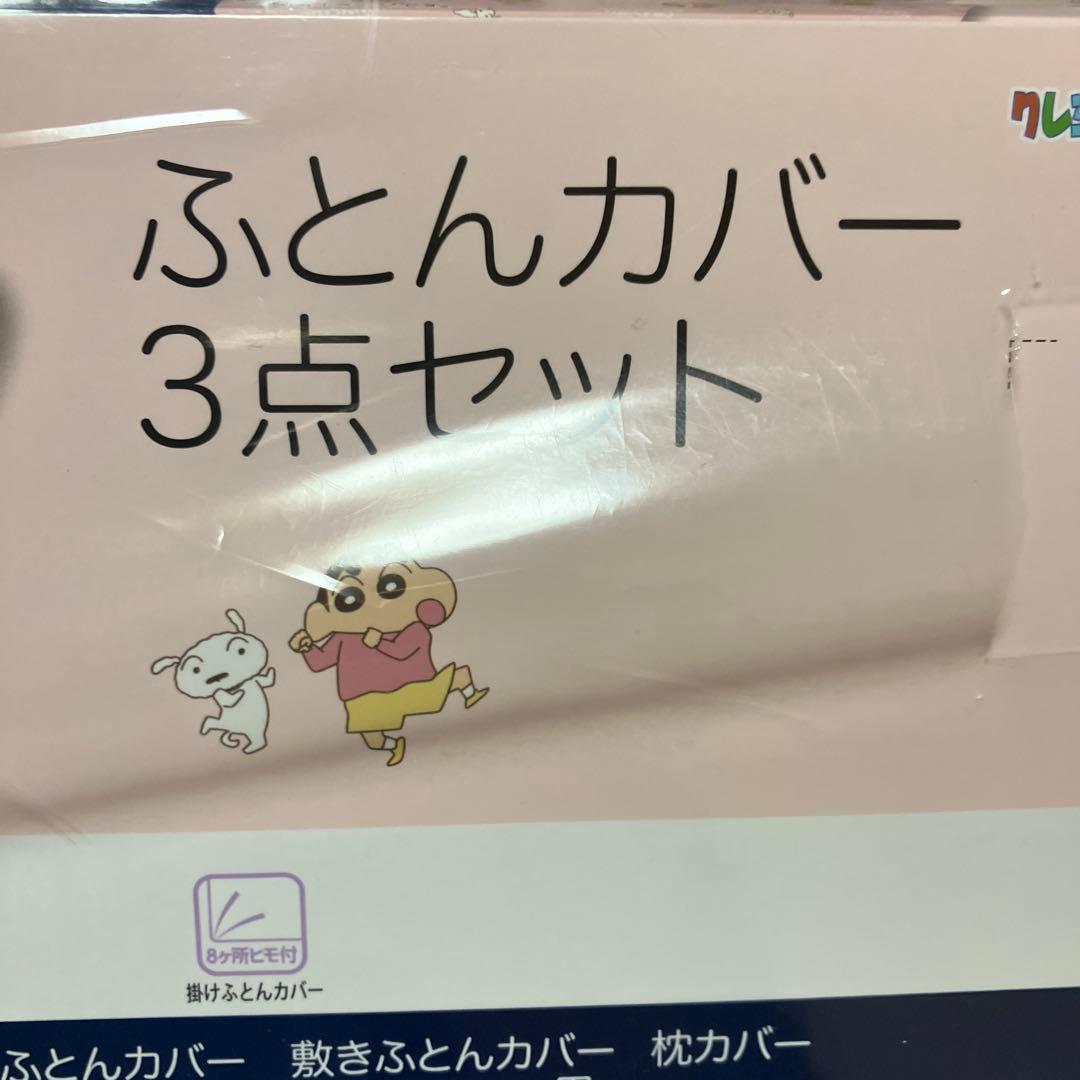 クレ
ふとんカバー
3点セット
8ヶ所ヒモ付
掛けふとんカバー
ふとんカバー 敷きふとんカバー 枕カバー